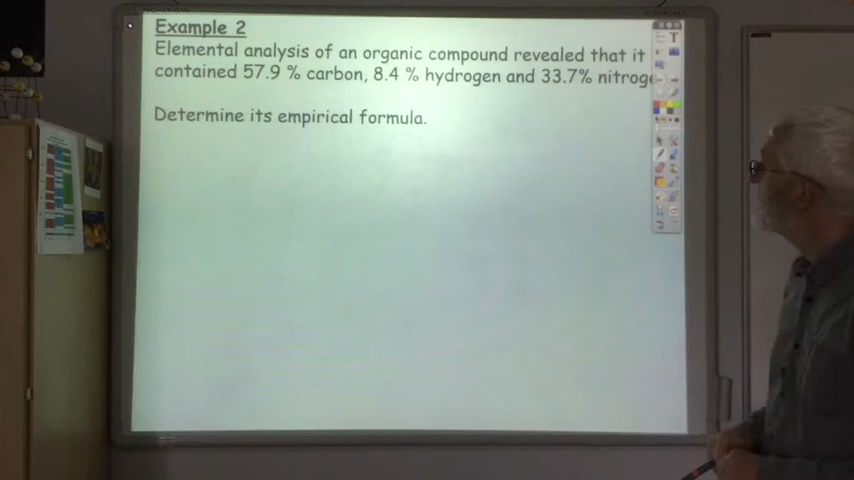 Example 2
Elemental analysis of an organic compound revealed that it
contained 57.9 % carbon, 8.4 % hydrogen and 33.7%
Determine its empirical formula.
T